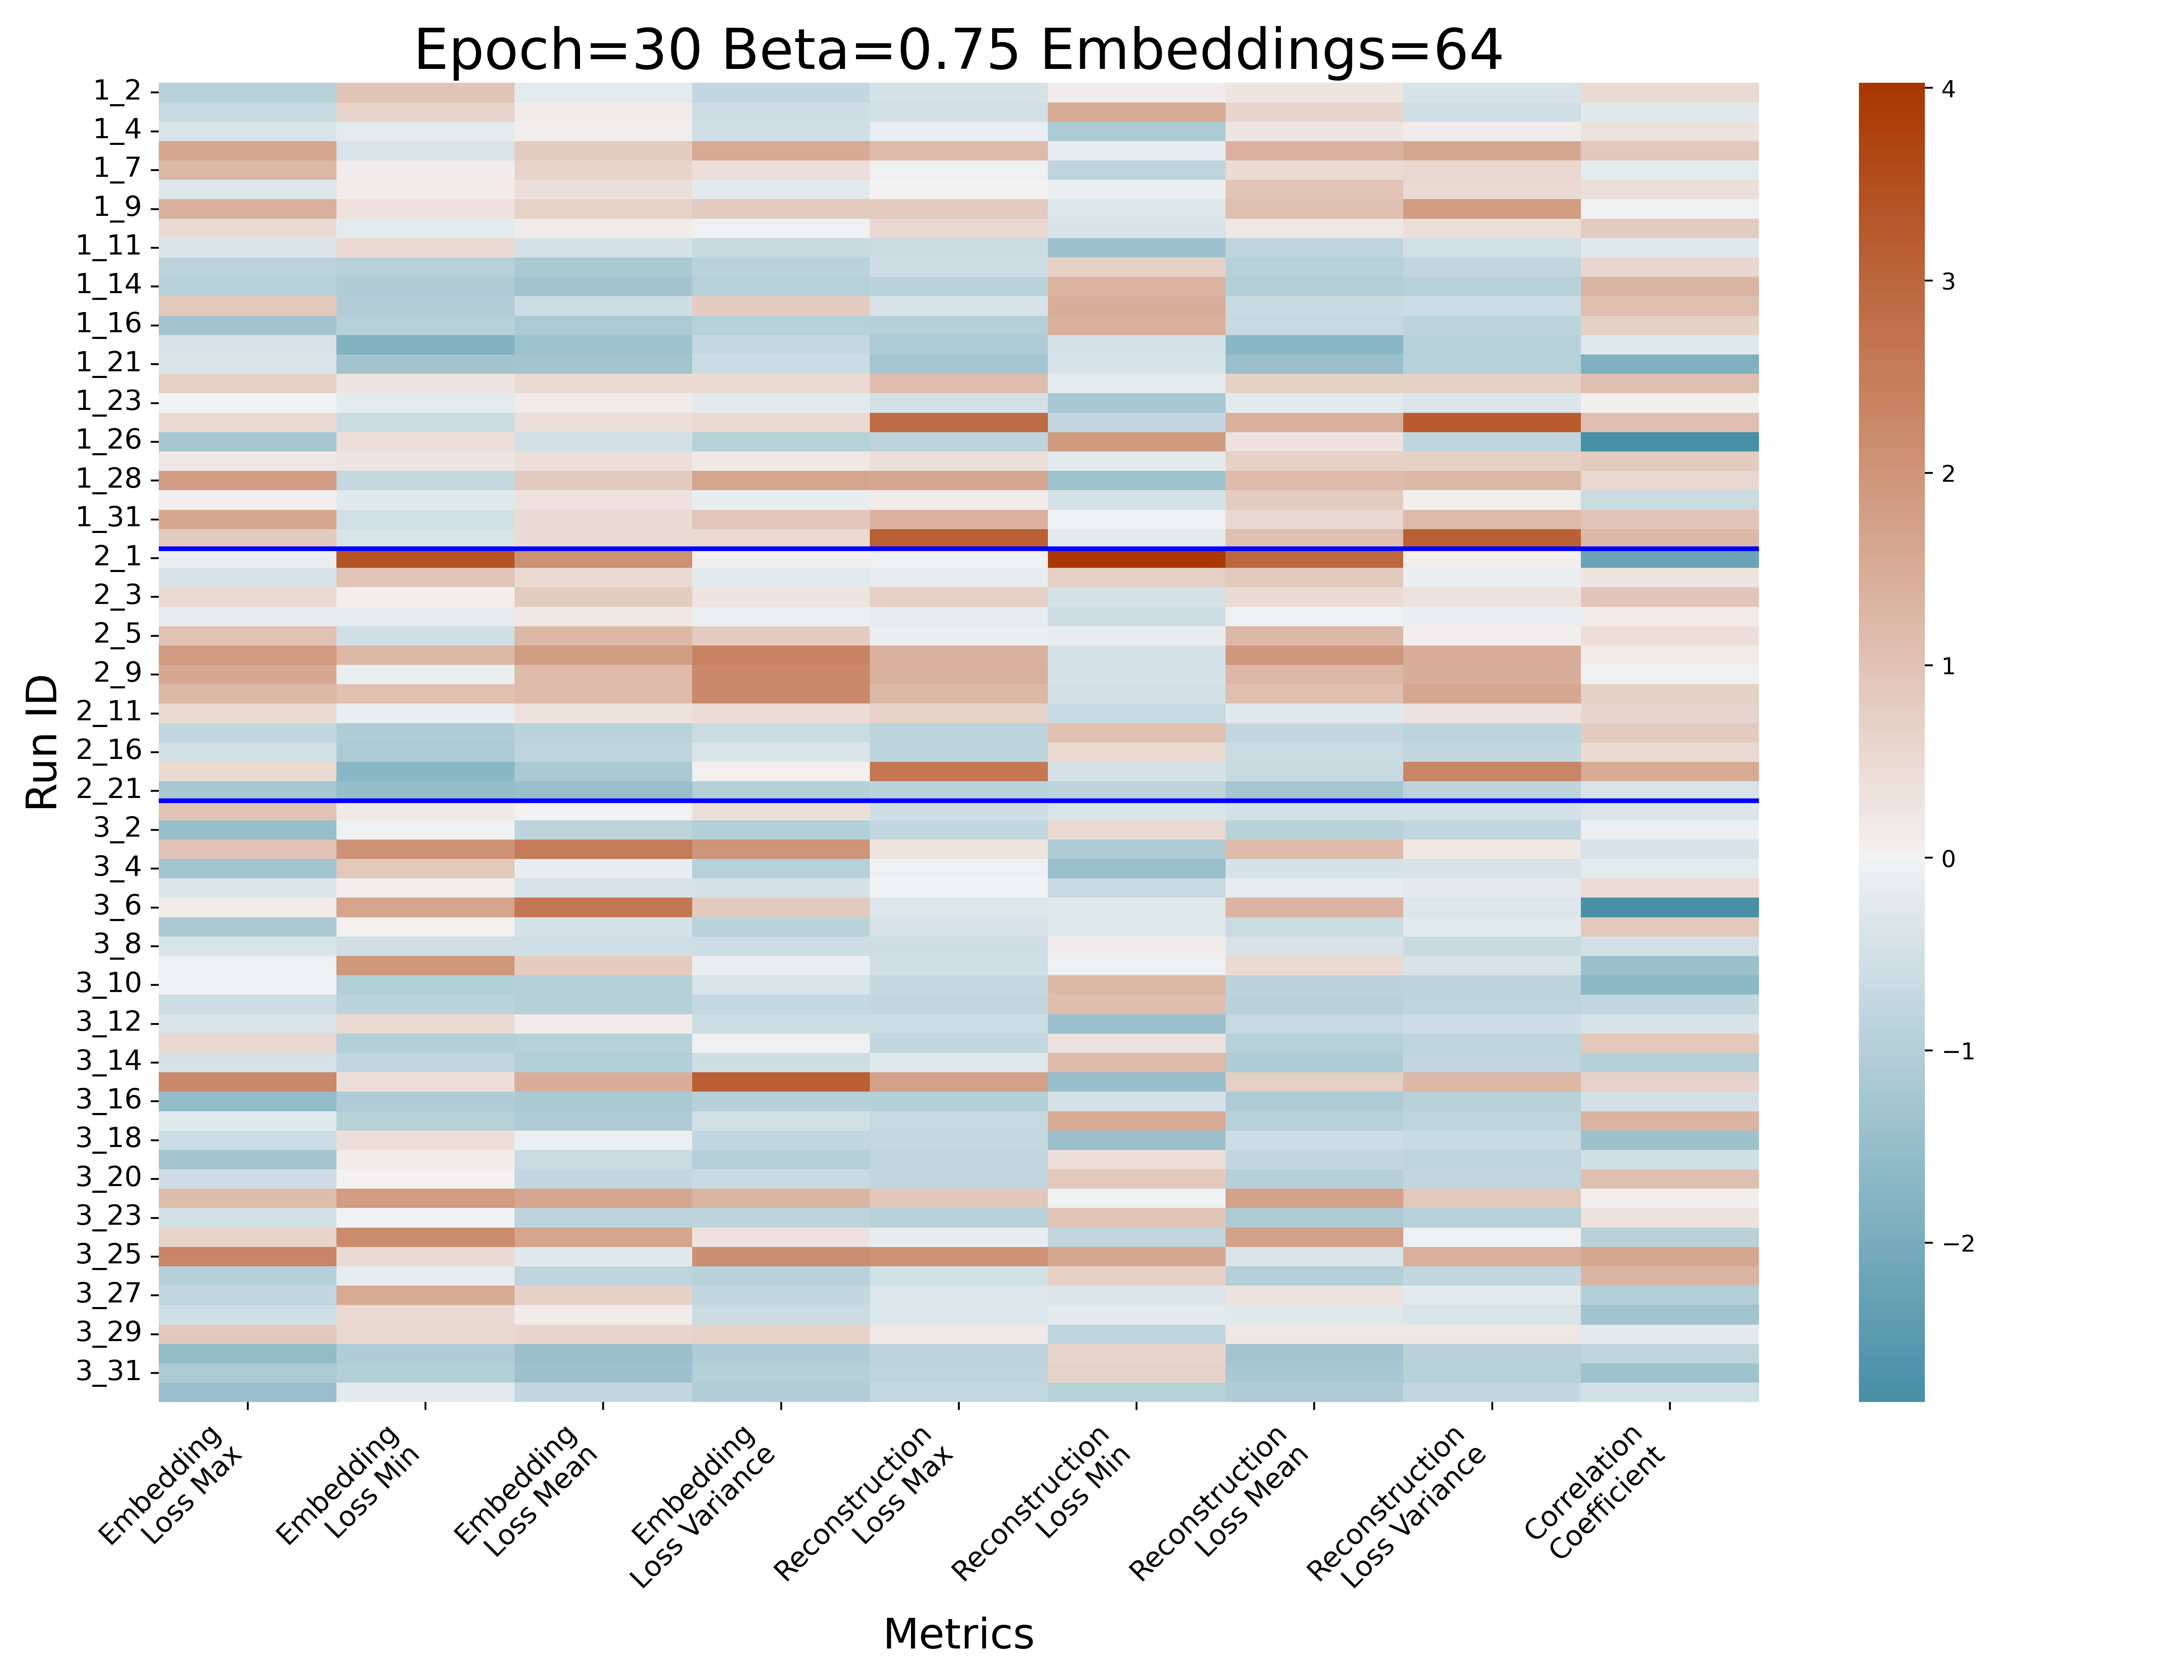 Epoch=30 Beta=0.75 Embeddings=64
Run ID
1_2
1_4
1_7
1_9
1_11
1_14
1_16
1_21
1_23
1_26
1_28
1_31
2_1
2_3
2_5
2_9
2_11
2_16
2_21
3_2
3_4
3_6
3_8
3_10
3_12
3_14
3_16
3_18
3_20
3_23
3_25
3_27
3_29
3_31
Embedding
Loss Max
Embedding
Loss Min
Embedding
Loss Mean
Embedding
Loss Variance
Reconstruction
Loss Max
Reconstruction
Loss Min
Reconstruction
Loss Mean
Reconstruction
Loss Variance
Correlation
Coefficient
Metrics
4
3
2
1
0
−1
−2